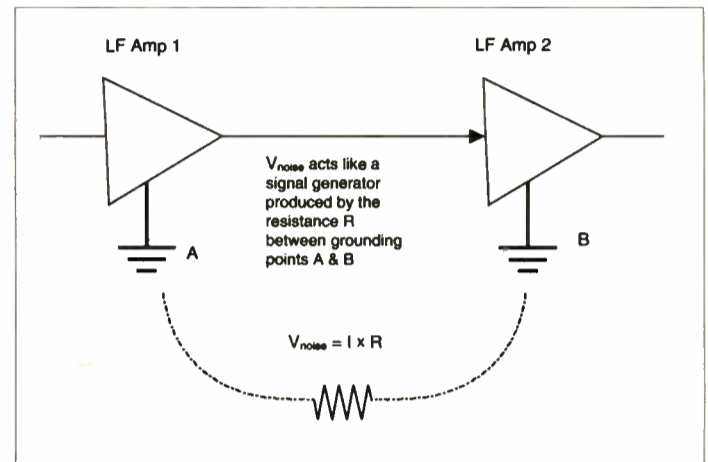 LF Amp 1
LF Amp 2
Vnoise acts like a
signal generator
produced by the
resistance R
between grounding
points A & B
A
B
Vnoise = I x R